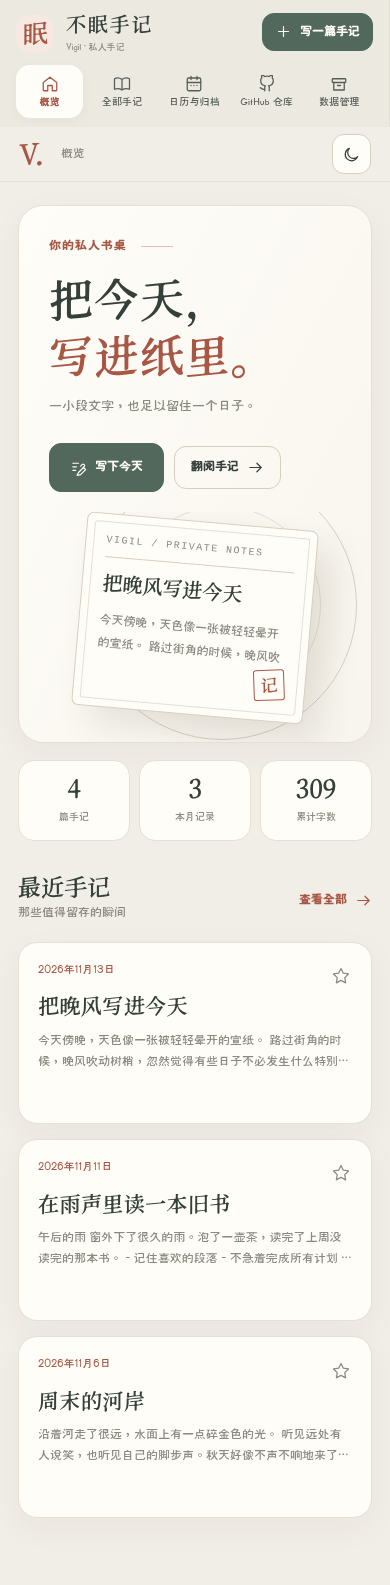 眠
不眠手记
Vigil · 私人手记
写一篇手记
概览
全部手记
日历与归档
GitHub 仓库
数据管理
V.
概览
你的私人书桌
把今天，
写进纸里。
一小段文字，也足以留住一个日子。
写下今天
翻阅手记
VIGIL / PRIVATE NOTES
把晚风写进今天
今天傍晚，天色像一张被轻轻晕开
的宣纸。 路过街角的时候，晚风吹
记
4
篇手记
3
本月记录
309
累计字数
最近手记
那些值得留存的瞬间
查看全部
2026年11月13日
把晚风写进今天
今天傍晚，天色像一张被轻轻晕开的宣纸。 路过街角的时
候，晚风吹动树梢，忽然觉得有些日子不必发生什么特别…
2026年11月11日
在雨声里读一本旧书
午后的雨 窗外下了很久的雨。泡了一壶茶，读完了上周没
读完的那本书。 - 记住喜欢的段落 - 不急着完成所有计划 …
2026年11月6日
周末的河岸
沿着河走了很远，水面上有一点碎金色的光。 听见远处有
人说笑，也听见自己的脚步声。秋天好像不声不响地来了…